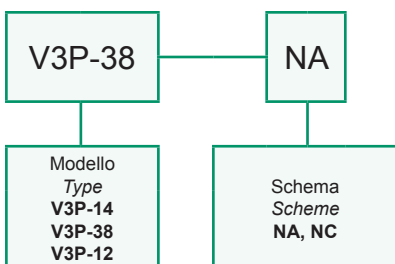 V3P-38
NA
Modello
Type
V3P-14
V3P-38
V3P-12
Schema
Scheme
NA, NC